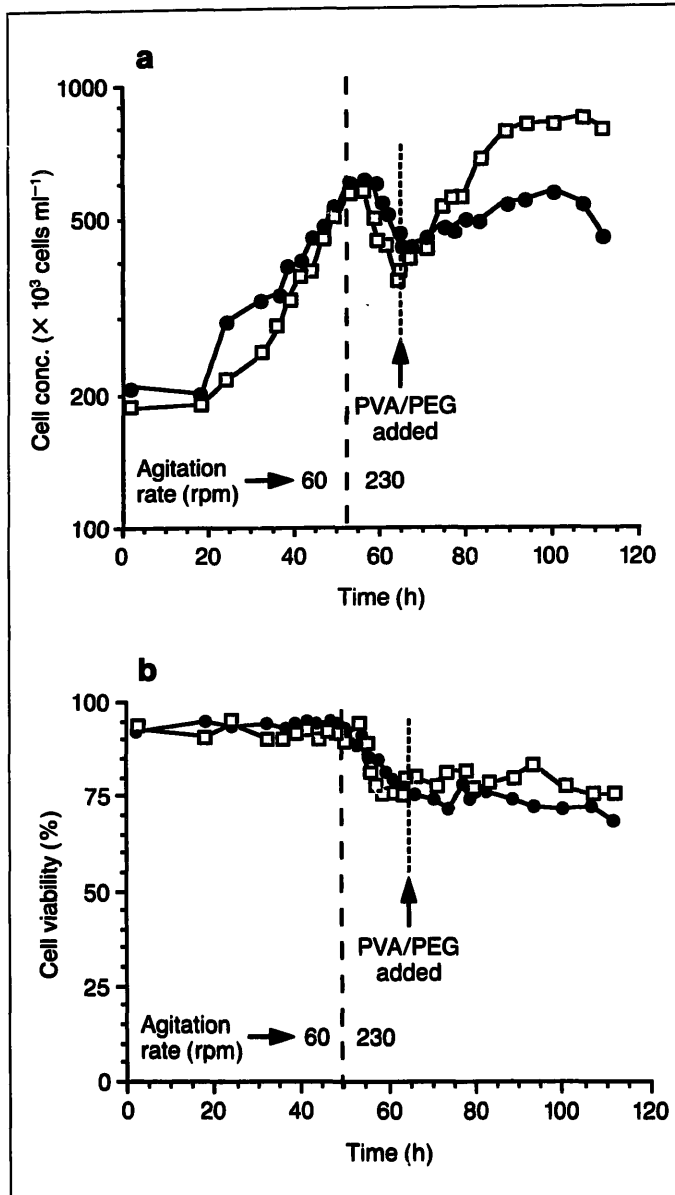 a
1000
500
200
100
Cell conc. (× 10³ cells ml⁻¹)
PVA/PEG
added
Agitation
rate (rpm) 60 230
0 20 40 60 80 100 120
Time (h)
b
100
75
50
25
0
Cell viability (%)
PVA/PEG
added
Agitation
rate (rpm) 60 230
0 20 40 60 80 100 120
Time (h)